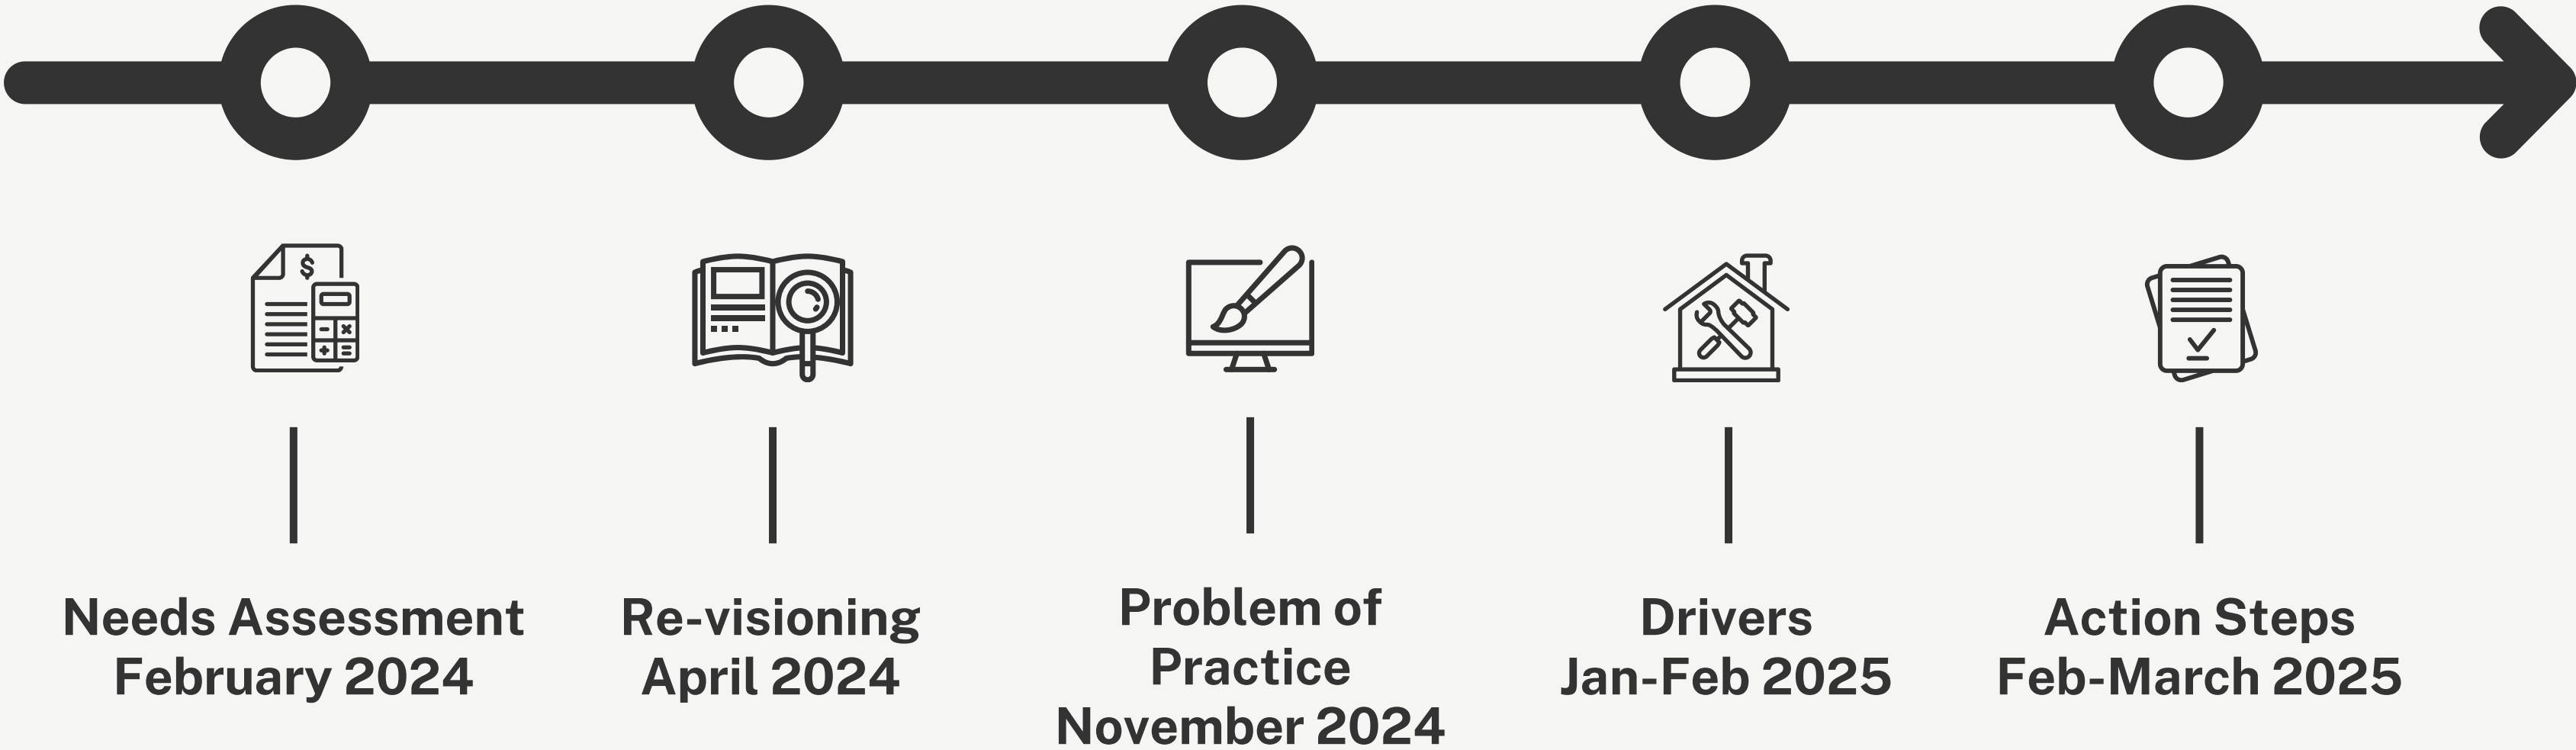 Needs Assessment
February 2024
Re-visioning
April 2024
Problem of
Practice
November 2024
Drivers
Jan-Feb 2025
Action Steps
Feb-March 2025